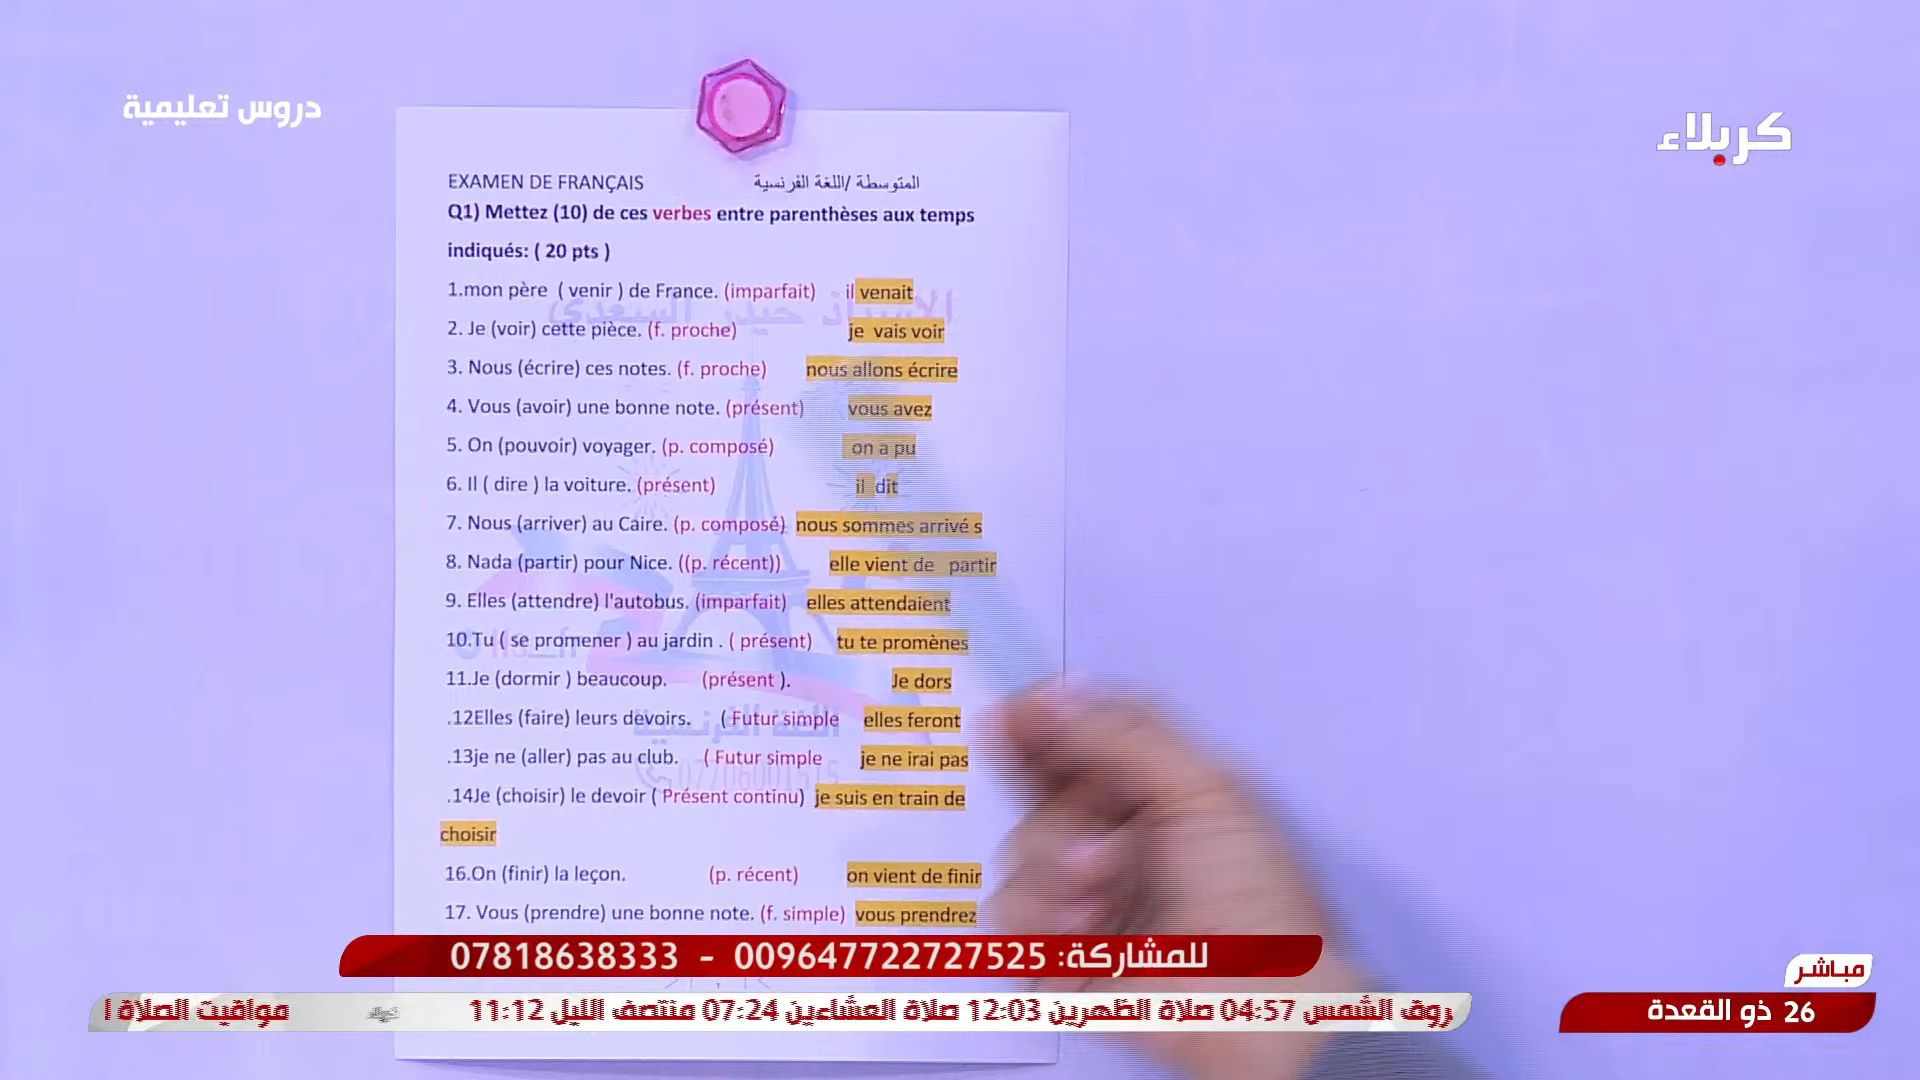 دروس تعليمية
كربلاء
EXAMEN DE FRANÇAIS المتوسطة /اللغة الفرنسية
Q1) Mettez (10) de ces verbes entre parenthèses aux temps
indiqués: ( 20 pts )
1.mon père ( venir ) de France. (imparfait) il venait
الاستاذ حيدر السعدي
2. Je (voir) cette pièce. (f. proche) je vais voir
3. Nous (écrire) ces notes. (f. proche) nous allons écrire
4. Vous (avoir) une bonne note. (présent) vous avez
5. On (pouvoir) voyager. (p. composé) on a pu
6. Il ( dire ) la voiture. (présent) il dit
7. Nous (arriver) au Caire. (p. composé) nous sommes arrivé s
8. Nada (partir) pour Nice. ((p. récent)) elle vient de partir
9. Elles (attendre) l'autobus. (imparfait) elles attendaient
10.Tu ( se promener ) au jardin . ( présent) tu te promènes
11.Je (dormir ) beaucoup. (présent ). Je dors
.12Elles (faire) leurs devoirs. ( Futur simple elles feront
اللغة الفرنسية
.13je ne (aller) pas au club. ( Futur simple je ne irai pas
.14Je (choisir) le devoir ( Présent continu) je suis en train de
choisir
16.On (finir) la leçon. (p. récent) on vient de finir
17. Vous (prendre) une bonne note. (f. simple) vous prendrez
للمشاركة: 009647722727525 - 07818638333
مباشر
26 ذو القعدة
روق الشمس 04:57 صلاة الظهرين 12:03 صلاة العشاءين 07:24 منتصف الليل 11:12 كربلاء مواقيت الصلاة ا